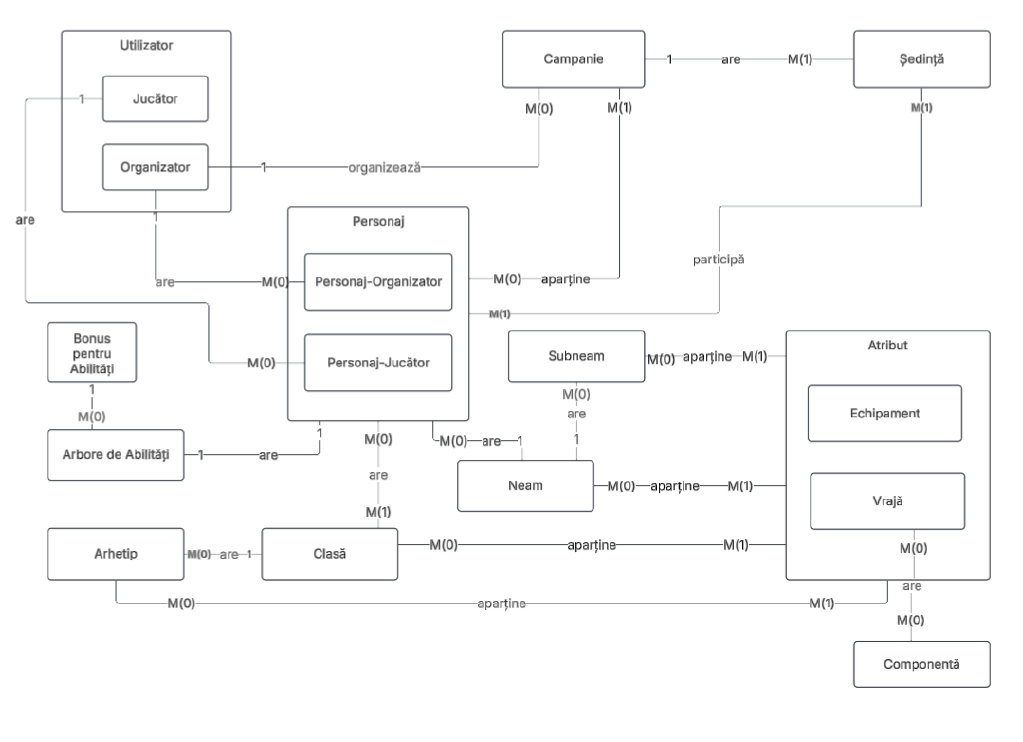 Utilizator
Jucător
1
Organizator
1
organizează
1
are
Campanie
M(0)
M(1)
1 are M(1)
Ședință
M(1)
are M(0)
Personaj
Personaj-Organizator
Personaj-Jucător
M(0)
M(0) aparține
M(1)
participă
Bonus
pentru
Abilități
1
M(0)
Arbore de Abilități
1 are
1
M(0)
are
M(1)
M(0) are 1
Subneam
M(0) aparține M(1)
M(0)
are
1
Neam
M(0) aparține M(1)
Atribut
Echipament
Vrajă
M(0)
are
M(0)
Componentă
Arhetip
M(0) are 1
Clasă
M(0) aparține M(1)
M(0) aparține M(1)